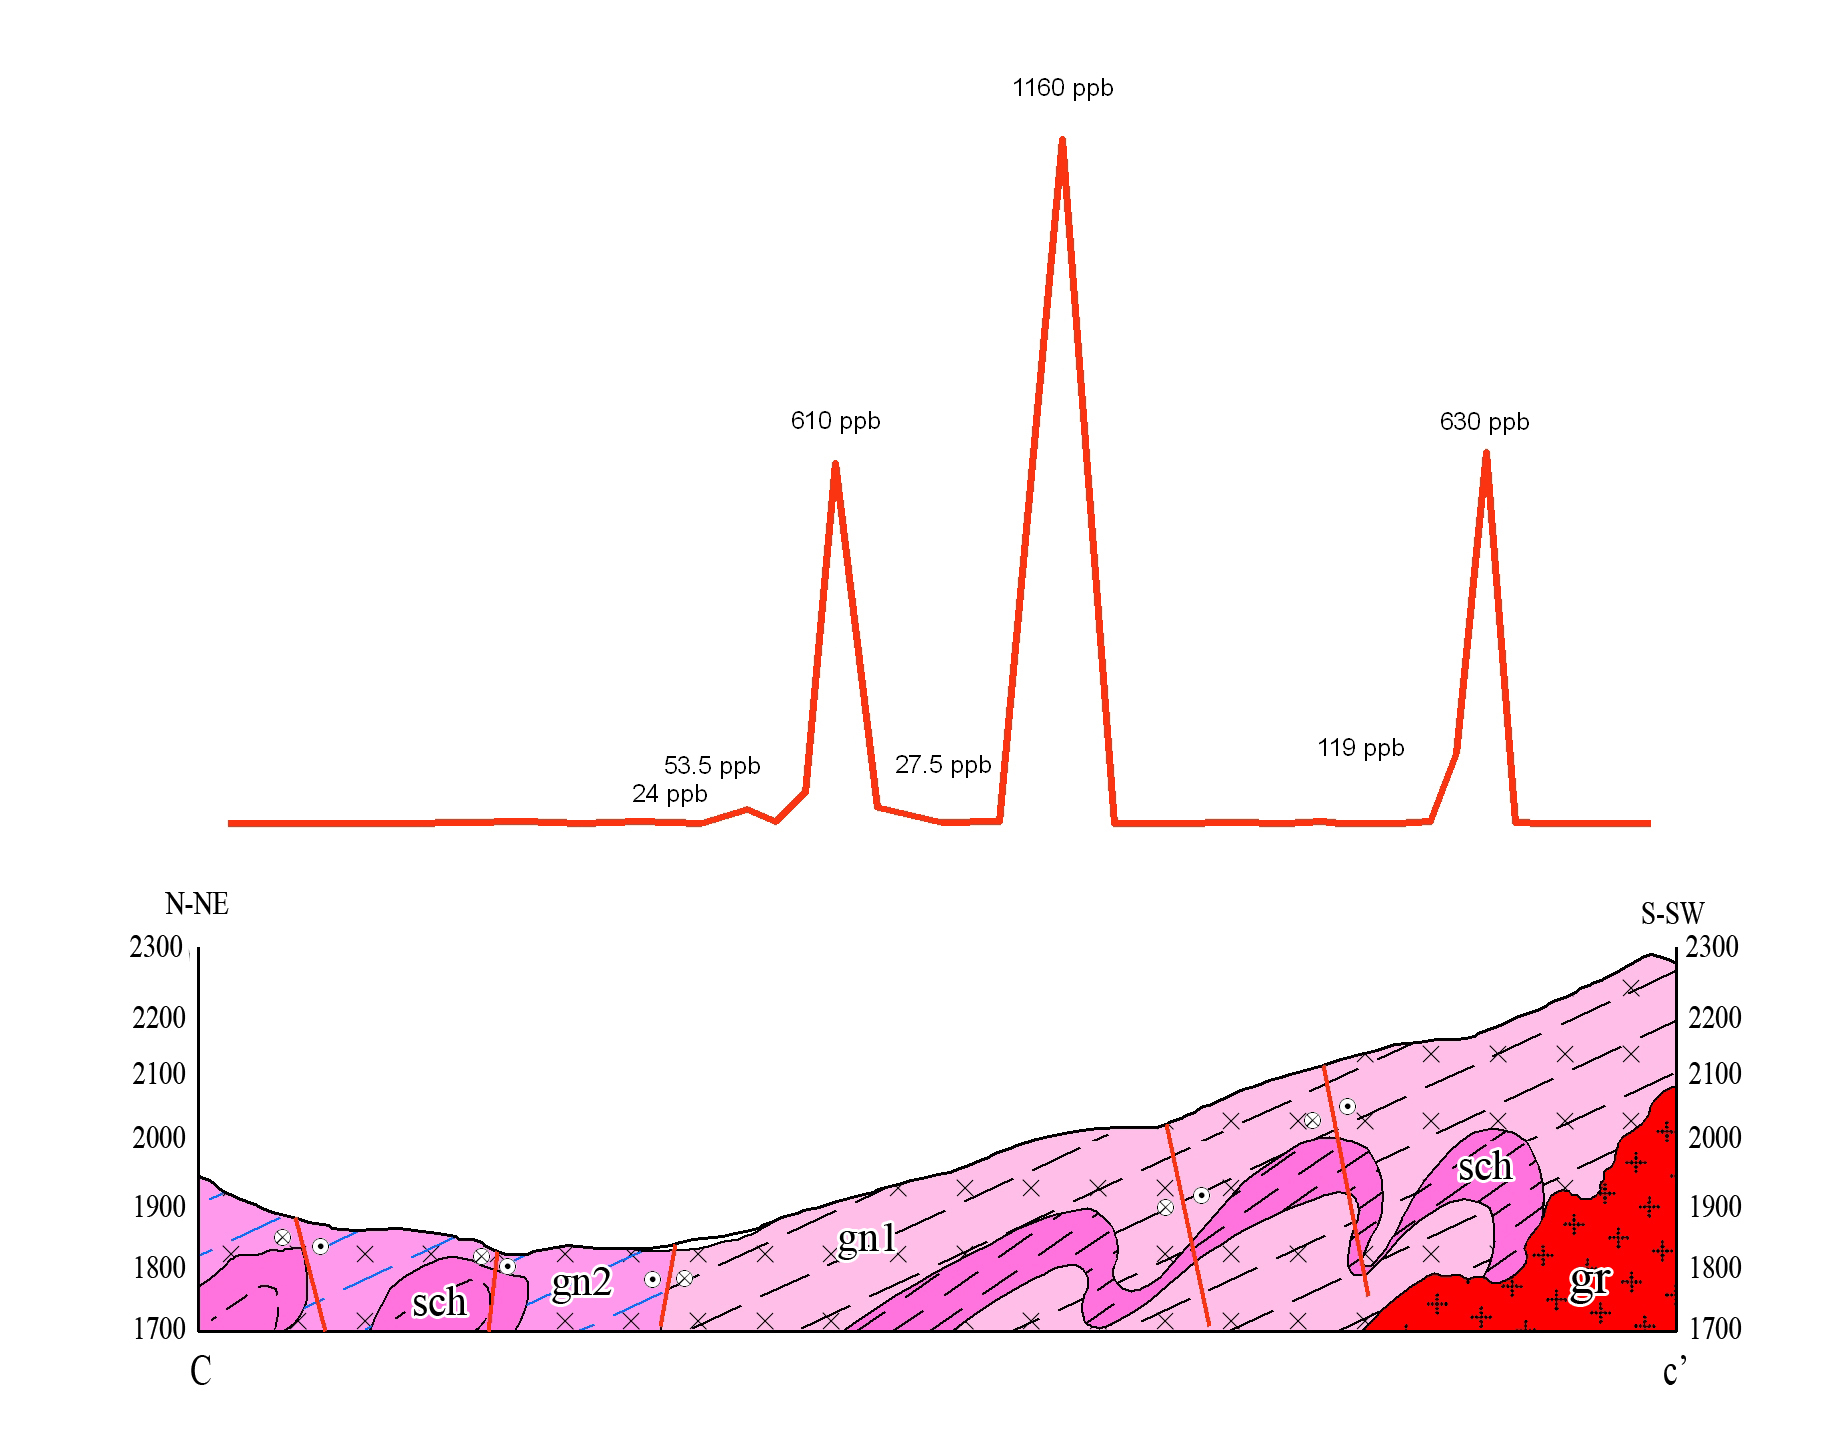 1160 ppb
610 ppb
630 ppb
119 ppb
53.5 ppb
27.5 ppb
24 ppb
N-NE
S-SW
2300
2300
2200
2200
2100
2100
2000
2000
sch
1900
1900
gn1
1800
1800
gn2
gr
sch
1700
1700
C
c’